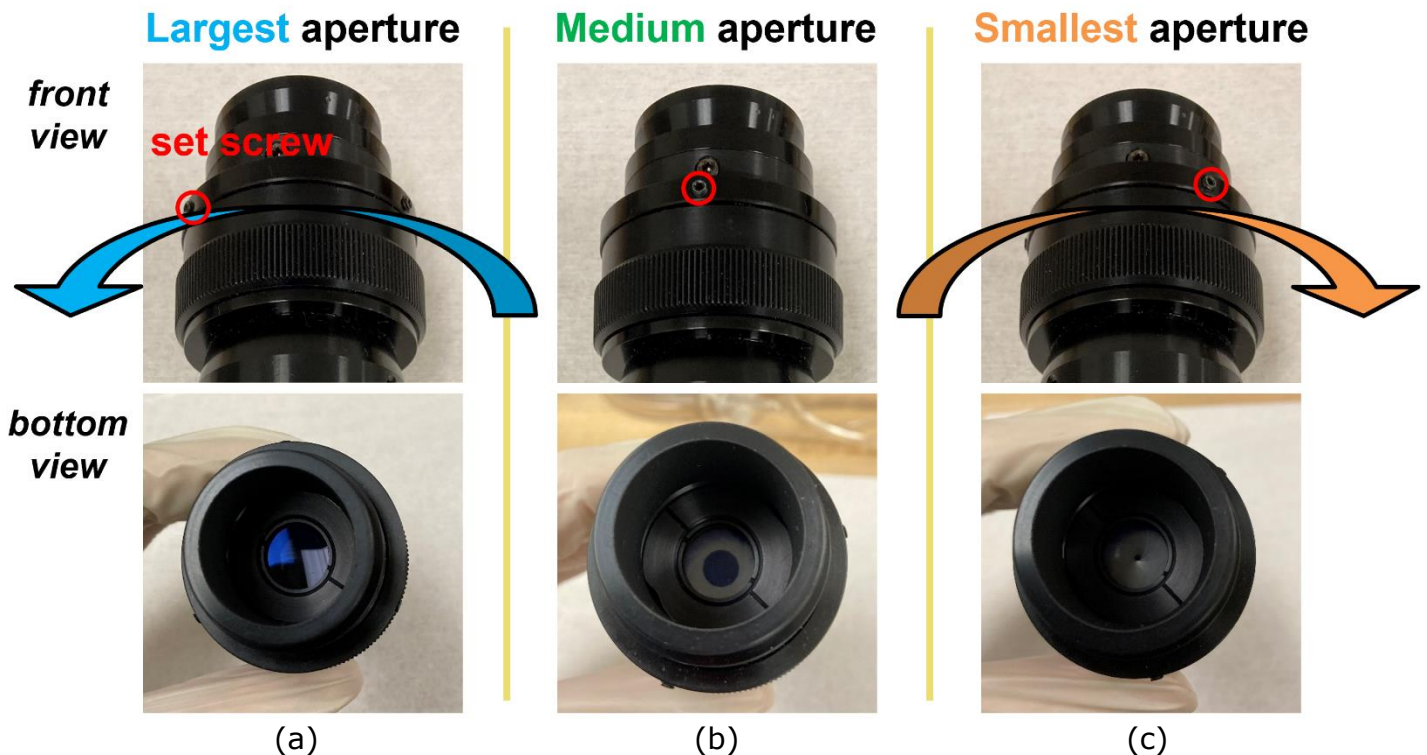 Largest aperture
Medium aperture
Smallest aperture
front
view
set screw
bottom
view
(a)
(b)
(c)